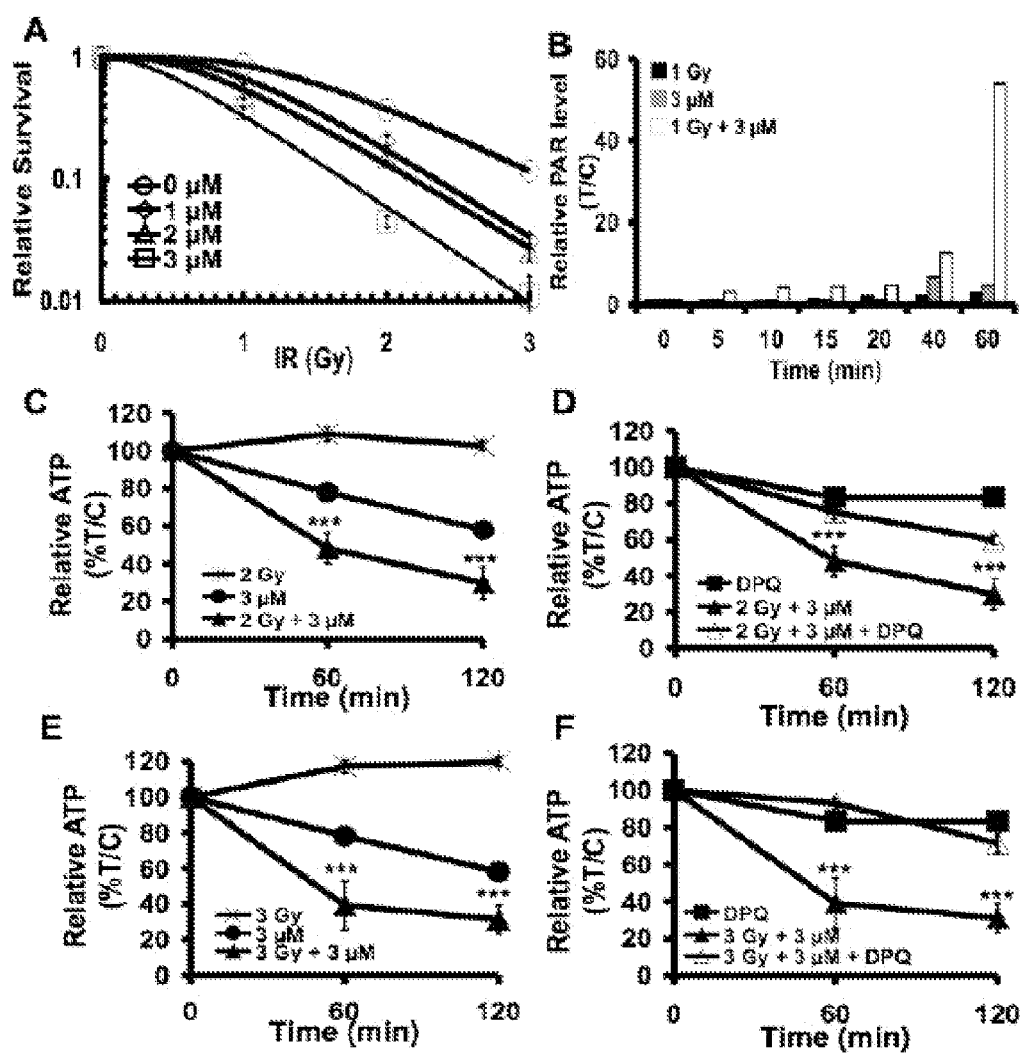 A
Relative Survival
1
0.1
0.01
0 µM
1 µM
2 µM
3 µM
0 1 2 3
IR (Gy)
B
Relative PAR level
(T/C)
60
40
20
0
1 Gy
3 µM
1 Gy + 3 µM
0 5 10 15 20 40 60
Time (min)
C
Relative ATP
(%T/C)
120
100
80
60
40
20
0
***
***
2 Gy
3 µM
2 Gy + 3 µM
0 60 120
Time (min)
D
Relative ATP
(%T/C)
120
100
80
60
40
20
0
***
***
DPQ
2 Gy + 3 µM
2 Gy + 3 µM + DPQ
0 60 120
Time (min)
E
Relative ATP
(%T/C)
120
100
80
60
40
20
0
***
***
3 Gy
3 µM
3 Gy + 3 µM
0 60 120
Time (min)
F
Relative ATP
(%T/C)
120
100
80
60
40
20
0
***
***
DPQ
3 Gy + 3 µM
3 Gy + 3 µM + DPQ
0 60 120
Time (min)